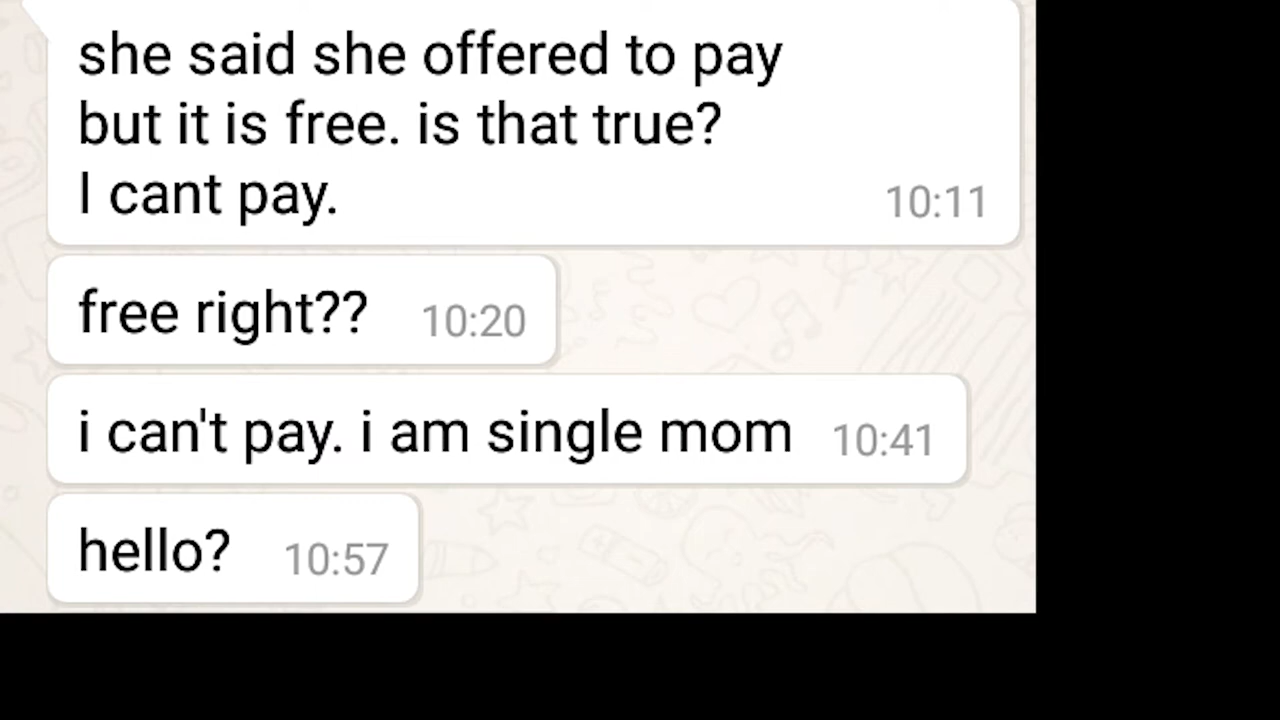 she said she offered to pay
but it is free. is that true?
I cant pay.
10:11
free right?? 10:20
i can't pay. i am single mom 10:41
hello? 10:57